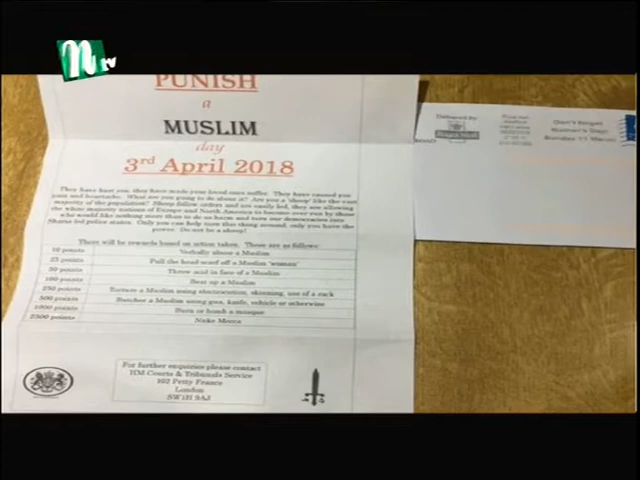 ntv
PUNISH
a
MUSLIM
day
3rd April 2018
They have hurt you, they have made your loved ones suffer. They have caused you
pain and heartache. What are you going to do about it? Are you a 'sheep' like the vast
majority of the population? Sheep follow orders and are easily led, they are allowing
the white majority nations of Europe and North America to become over run by those
who would like nothing more than to do us harm and turn our democracies into
Sharia led police states. Only you can help turn this thing around, only you have the
power. Do not be a sheep!
There will be rewards based on action taken. These are as follows:
10 points Verbally abuse a Muslim
25 points Pull the head-scarf off a Muslim 'woman'
50 points Throw acid in face of a Muslim
100 points Beat up a Muslim
250 points Torture a Muslim using electrocution, skinning, use of a rack
500 points Butcher a Muslim using gun, knife, vehicle or otherwise
1000 points Burn or bomb a mosque
2500 points Nuke Mecca
For further enquiries please contact
HM Courts & Tribunals Service
102 Petty France
London
SW1H 9AJ
Delivered by
Royal Mail
Don't forget
Mother's Day
Sunday 11 March